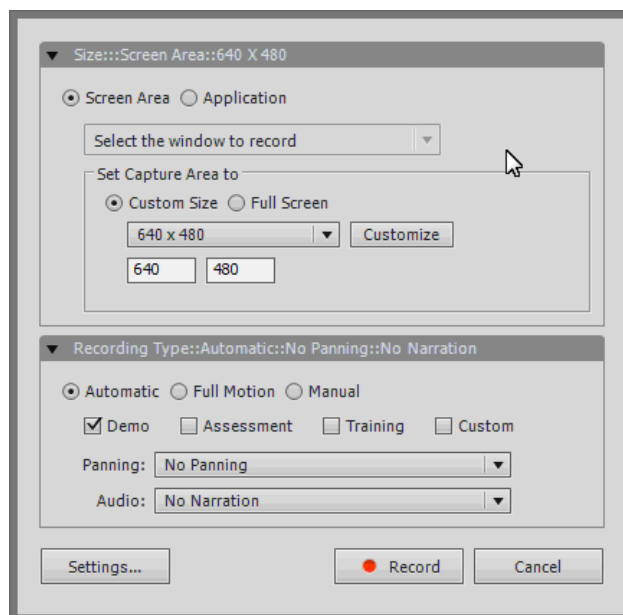 Size:::Screen Area::640 X 480
Screen Area Application
Select the window to record
Set Capture Area to
Custom Size Full Screen
640 x 480 Customize
640 480
Recording Type::Automatic::No Panning::No Narration
Automatic Full Motion Manual
Demo Assessment Training Custom
Panning: No Panning
Audio: No Narration
Settings... Record Cancel